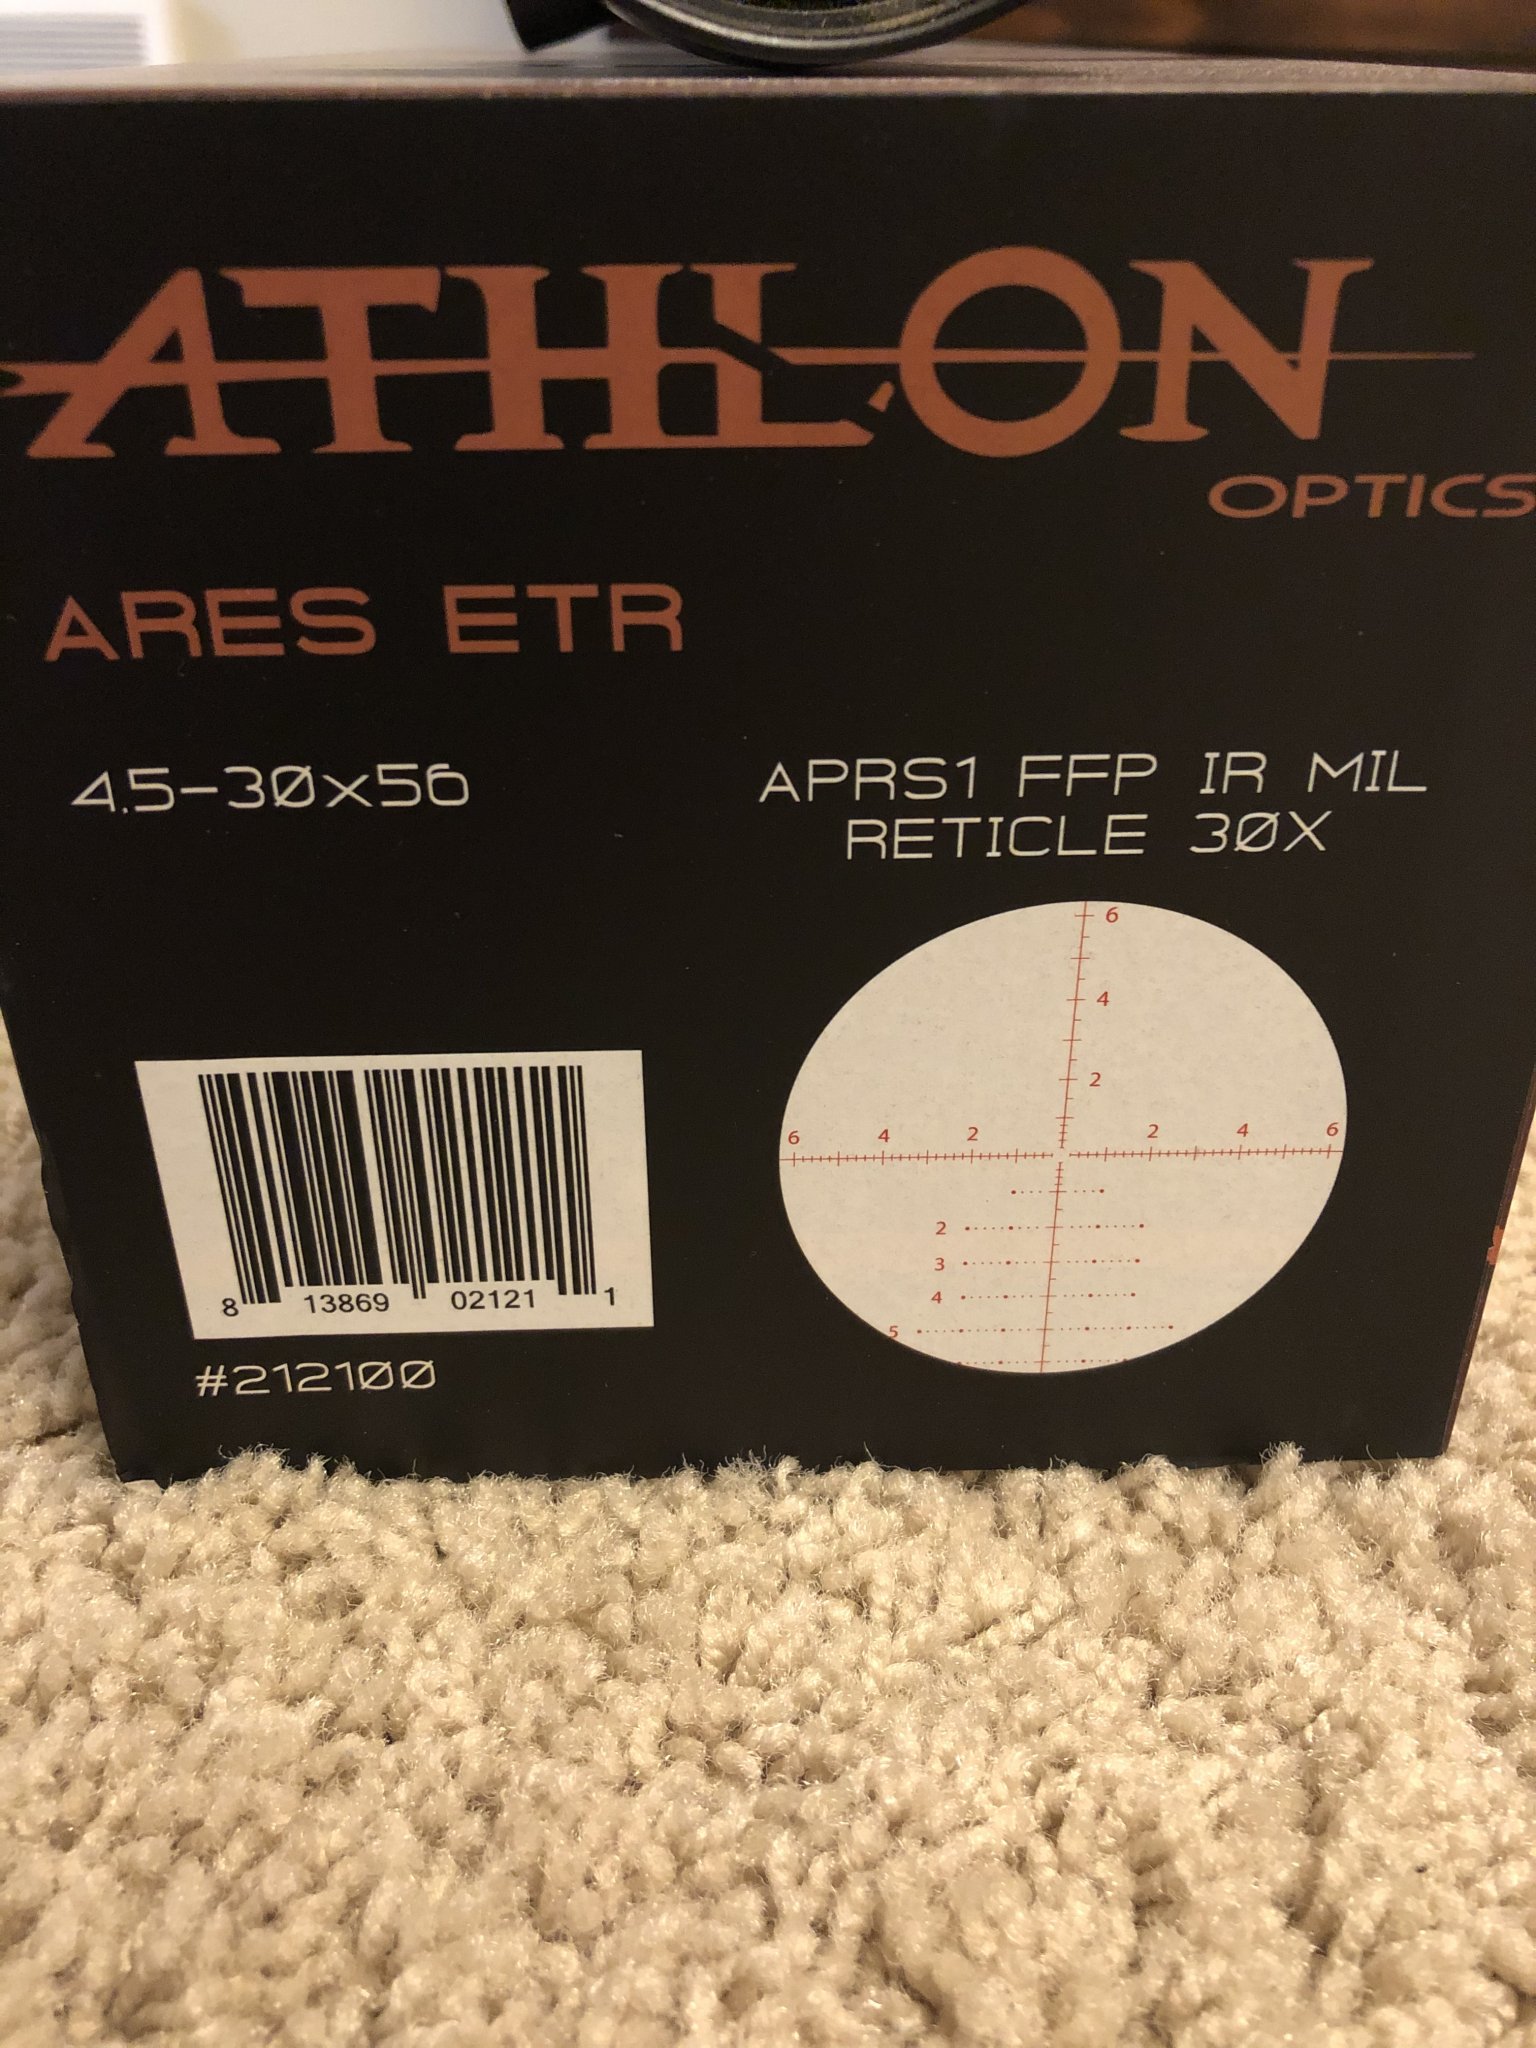 ATHLON
OPTICS
ARES ETR
4.5-30x56
APRS1 FFP IR MIL
RETICLE 30X
6
4
2
6 4 2 2 4 6
2
3
4
5
8 13869 02121 1
#212100